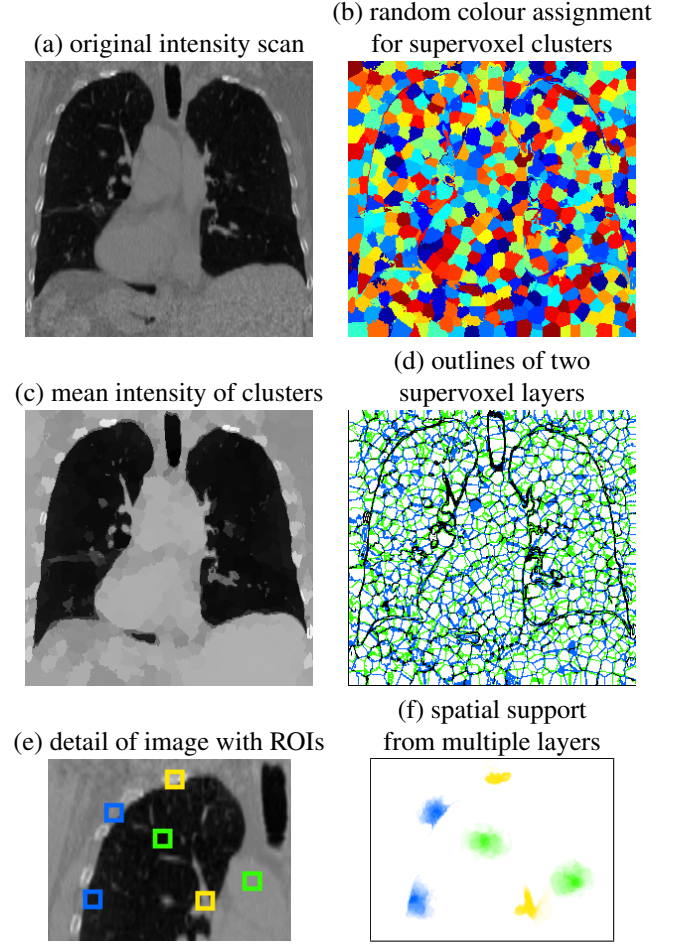 (a) original intensity scan
(b) random colour assignment
for supervoxel clusters
(c) mean intensity of clusters
(d) outlines of two
supervoxel layers
(e) detail of image with ROIs
(f) spatial support
from multiple layers